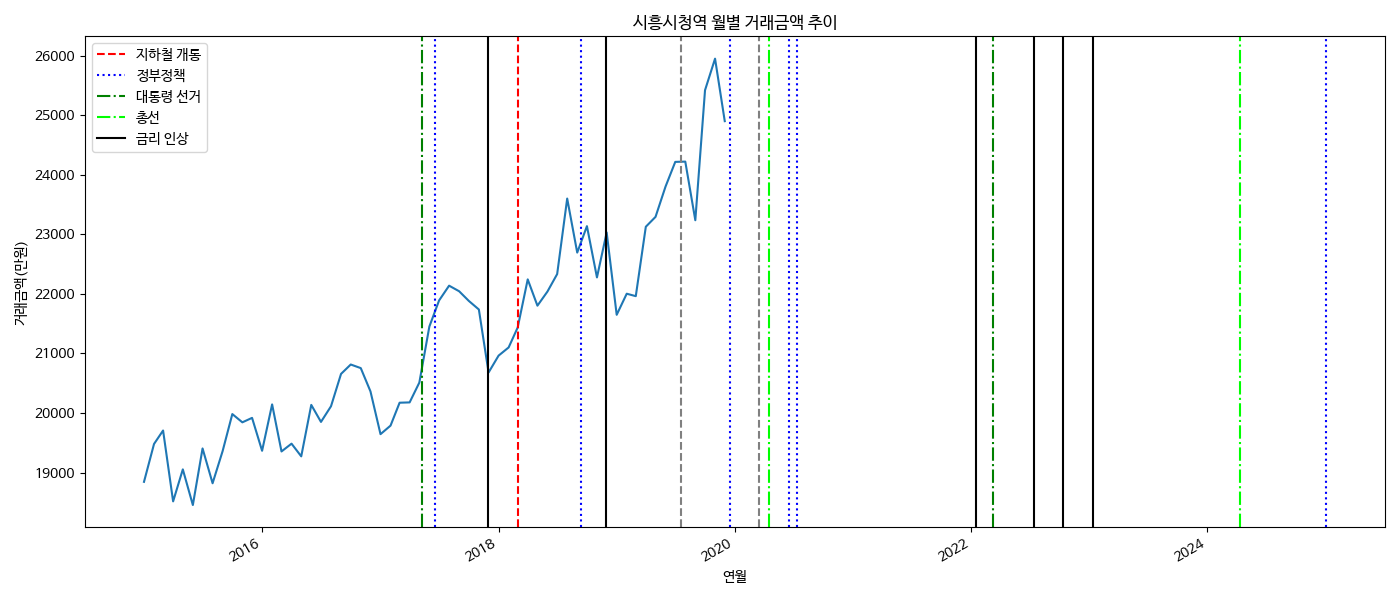 시흥시청역 월별 거래금액 추이
지하철 개통
정부정책
대통령 선거
총선
금리 인상
거래금액(만원)
26000
25000
24000
23000
22000
21000
20000
19000
2016
2018
2020
2022
2024
연월